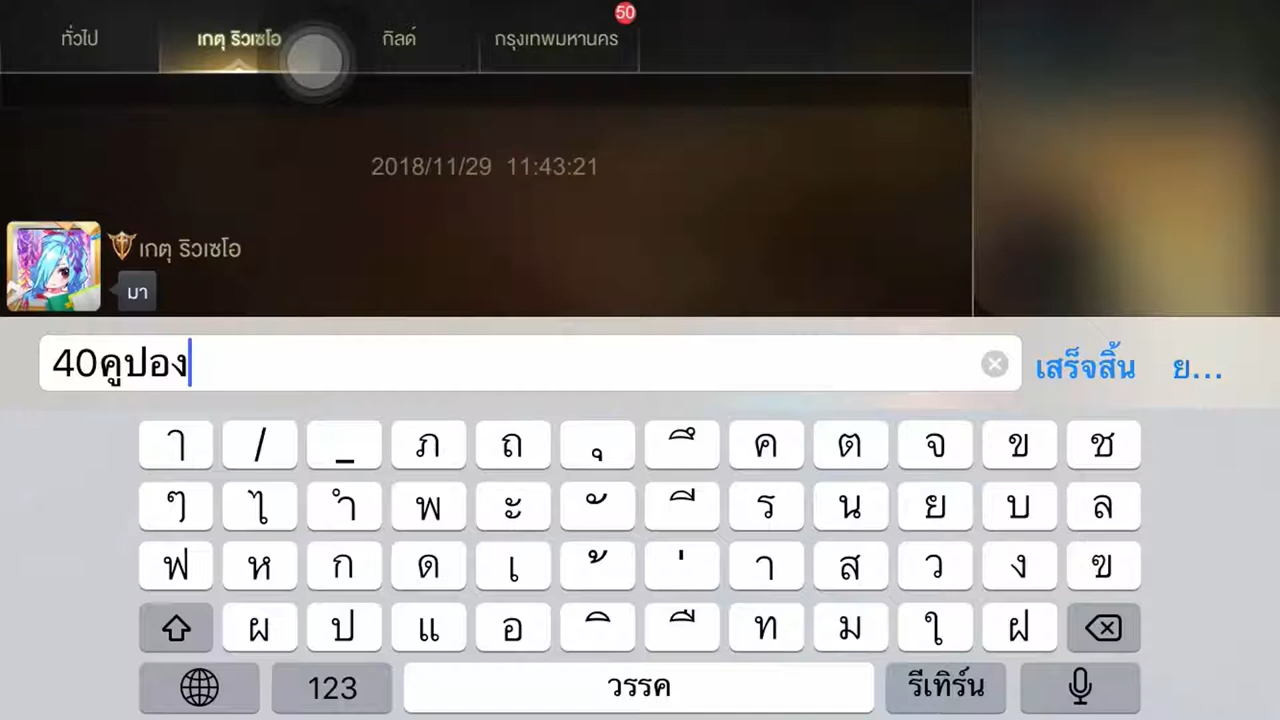 50
ทั่วไป เกตุ ริวเซโอ กิลด์ กรุงเทพมหานคร
2018/11/29 11:43:21
เกตุ ริวเซโอ
มา
40คูปอง
เสร็จสิ้น ย...
ๅ / _ ภ ถ ุ ึ ค ต จ ข ช
ๆ ไ ำ พ ะ ั ี ร น ย บ ล
ฟ ห ก ด เ ้ ่ า ส ว ง ฃ
ผ ป แ อ ิ ื ท ม ใ ฝ
123 วรรค รีเทิร์น